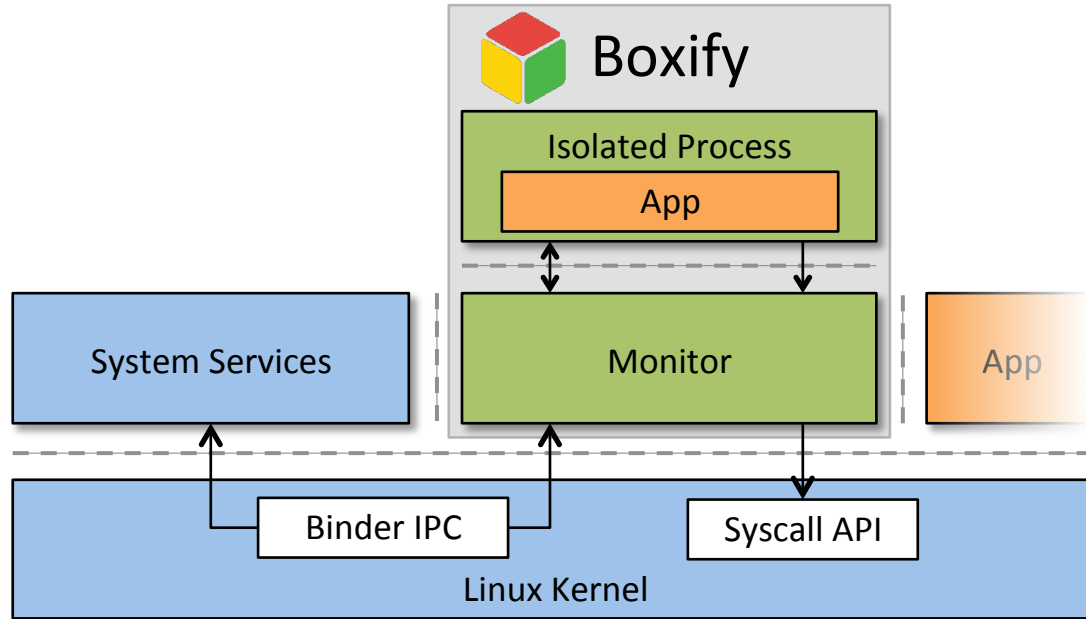 Boxify
Isolated Process
App
System Services
Monitor
App
Binder IPC
Syscall API
Linux Kernel